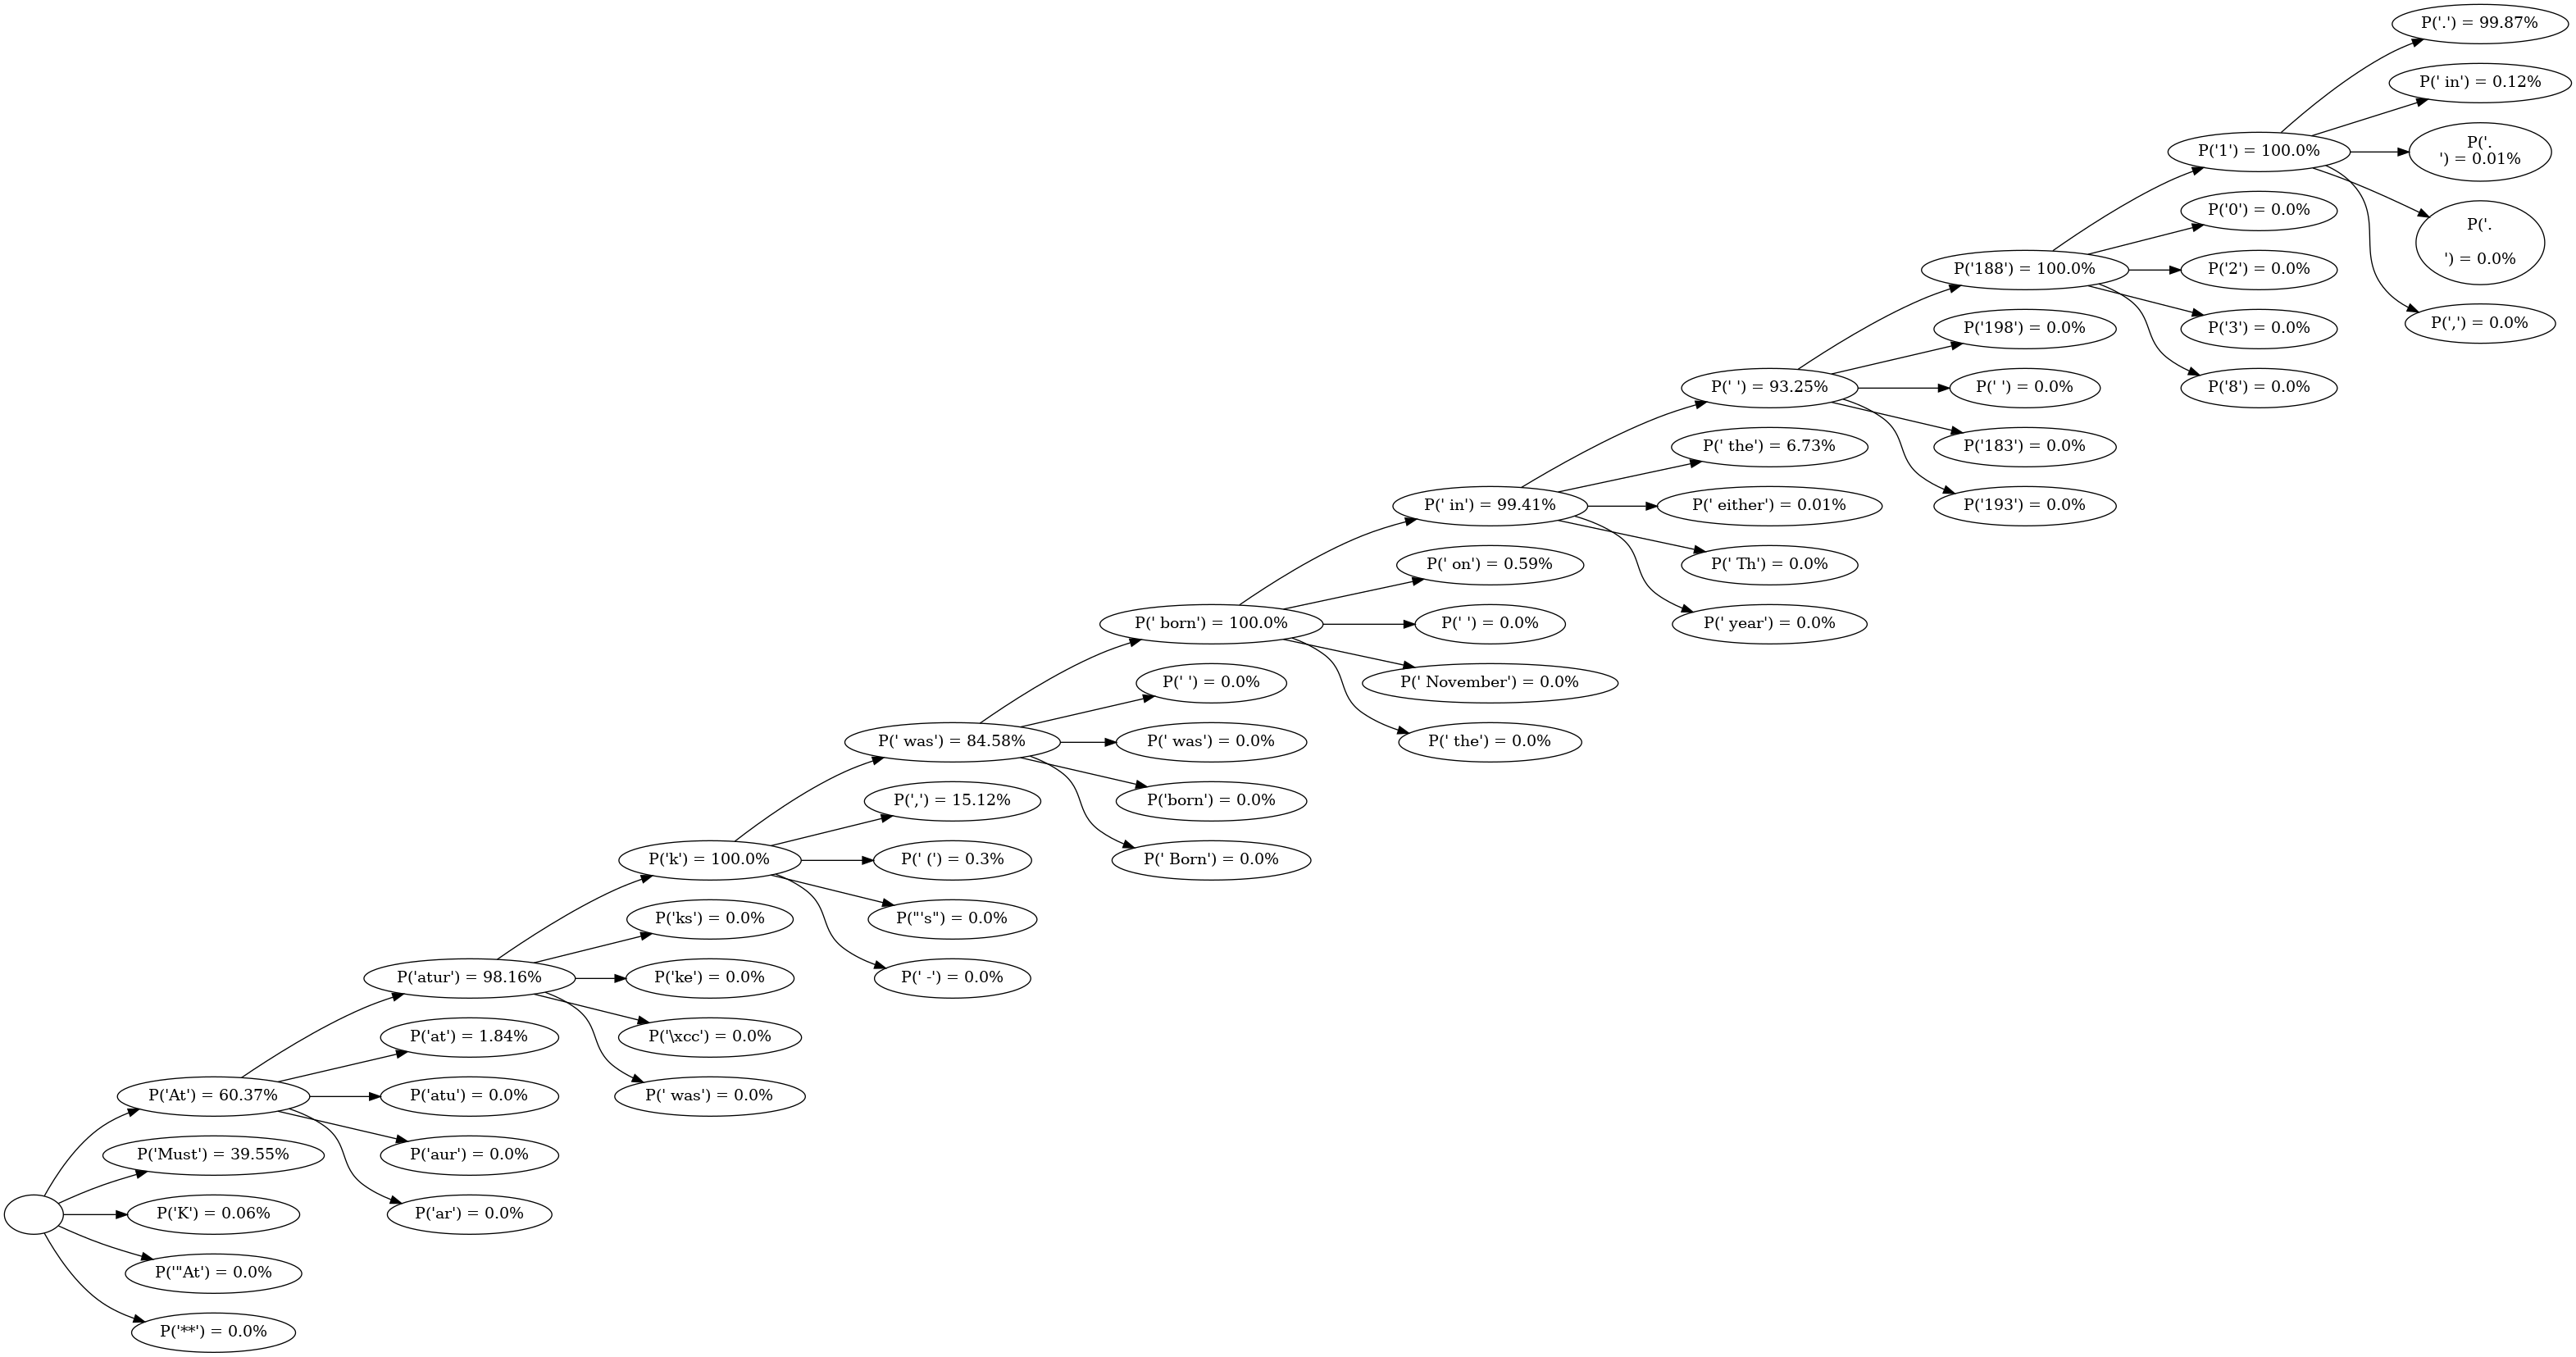 P('.') = 99.87%
P(' in') = 0.12%
P('.
') = 0.01%
P('1') = 100.0%
P('0') = 0.0%
P('.

') = 0.0%
P('188') = 100.0%
P('2') = 0.0%
P('198') = 0.0%
P('3') = 0.0%
P(',') = 0.0%
P(' ') = 93.25%
P(' ') = 0.0%
P('8') = 0.0%
P(' the') = 6.73%
P('183') = 0.0%
P(' in') = 99.41%
P(' either') = 0.01%
P('193') = 0.0%
P(' on') = 0.59%
P(' Th') = 0.0%
P(' born') = 100.0%
P(' ') = 0.0%
P(' year') = 0.0%
P(' ') = 0.0%
P(' November') = 0.0%
P(' was') = 84.58%
P(' was') = 0.0%
P(' the') = 0.0%
P(',') = 15.12%
P('born') = 0.0%
P('k') = 100.0%
P(' (') = 0.3%
P(' Born') = 0.0%
P('ks') = 0.0%
P("'s") = 0.0%
P('atur') = 98.16%
P('ke') = 0.0%
P(' -') = 0.0%
P('at') = 1.84%
P('\xcc') = 0.0%
P('At') = 60.37%
P('atu') = 0.0%
P(' was') = 0.0%
P('Must') = 39.55%
P('aur') = 0.0%
P('K') = 0.06%
P('ar') = 0.0%
P('"At') = 0.0%
P('**') = 0.0%